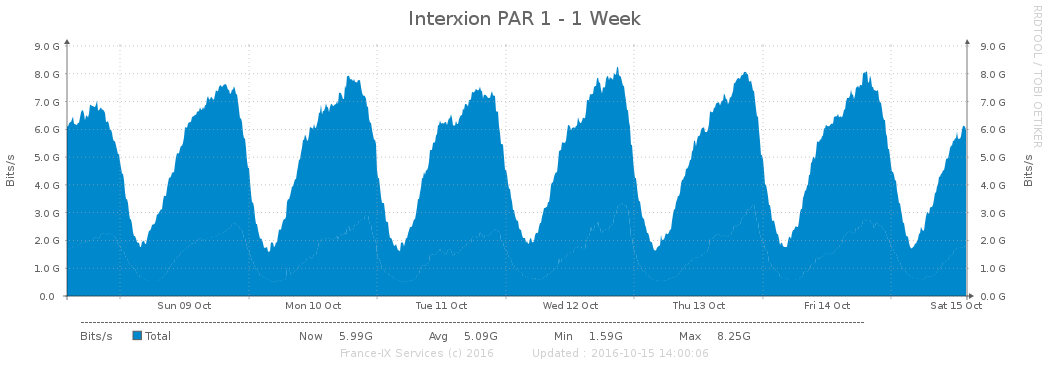 Interxion PAR 1 - 1 Week
RRDTOOL / TOBI OETIKER
9.0 G 9.0 G
8.0 G 8.0 G
7.0 G 7.0 G
6.0 G 6.0 G
5.0 G 5.0 G
4.0 G 4.0 G
3.0 G 3.0 G
2.0 G 2.0 G
1.0 G 1.0 G
0.0 0.0 G
Bits/s
Bits/s
Sun 09 Oct Mon 10 Oct Tue 11 Oct Wed 12 Oct Thu 13 Oct Fri 14 Oct Sat 15 Oct
Bits/s Total Now 5.99G Avg 5.09G Min 1.59G Max 8.25G
France-IX Services (c) 2016 Updated : 2016-10-15 14:00:06